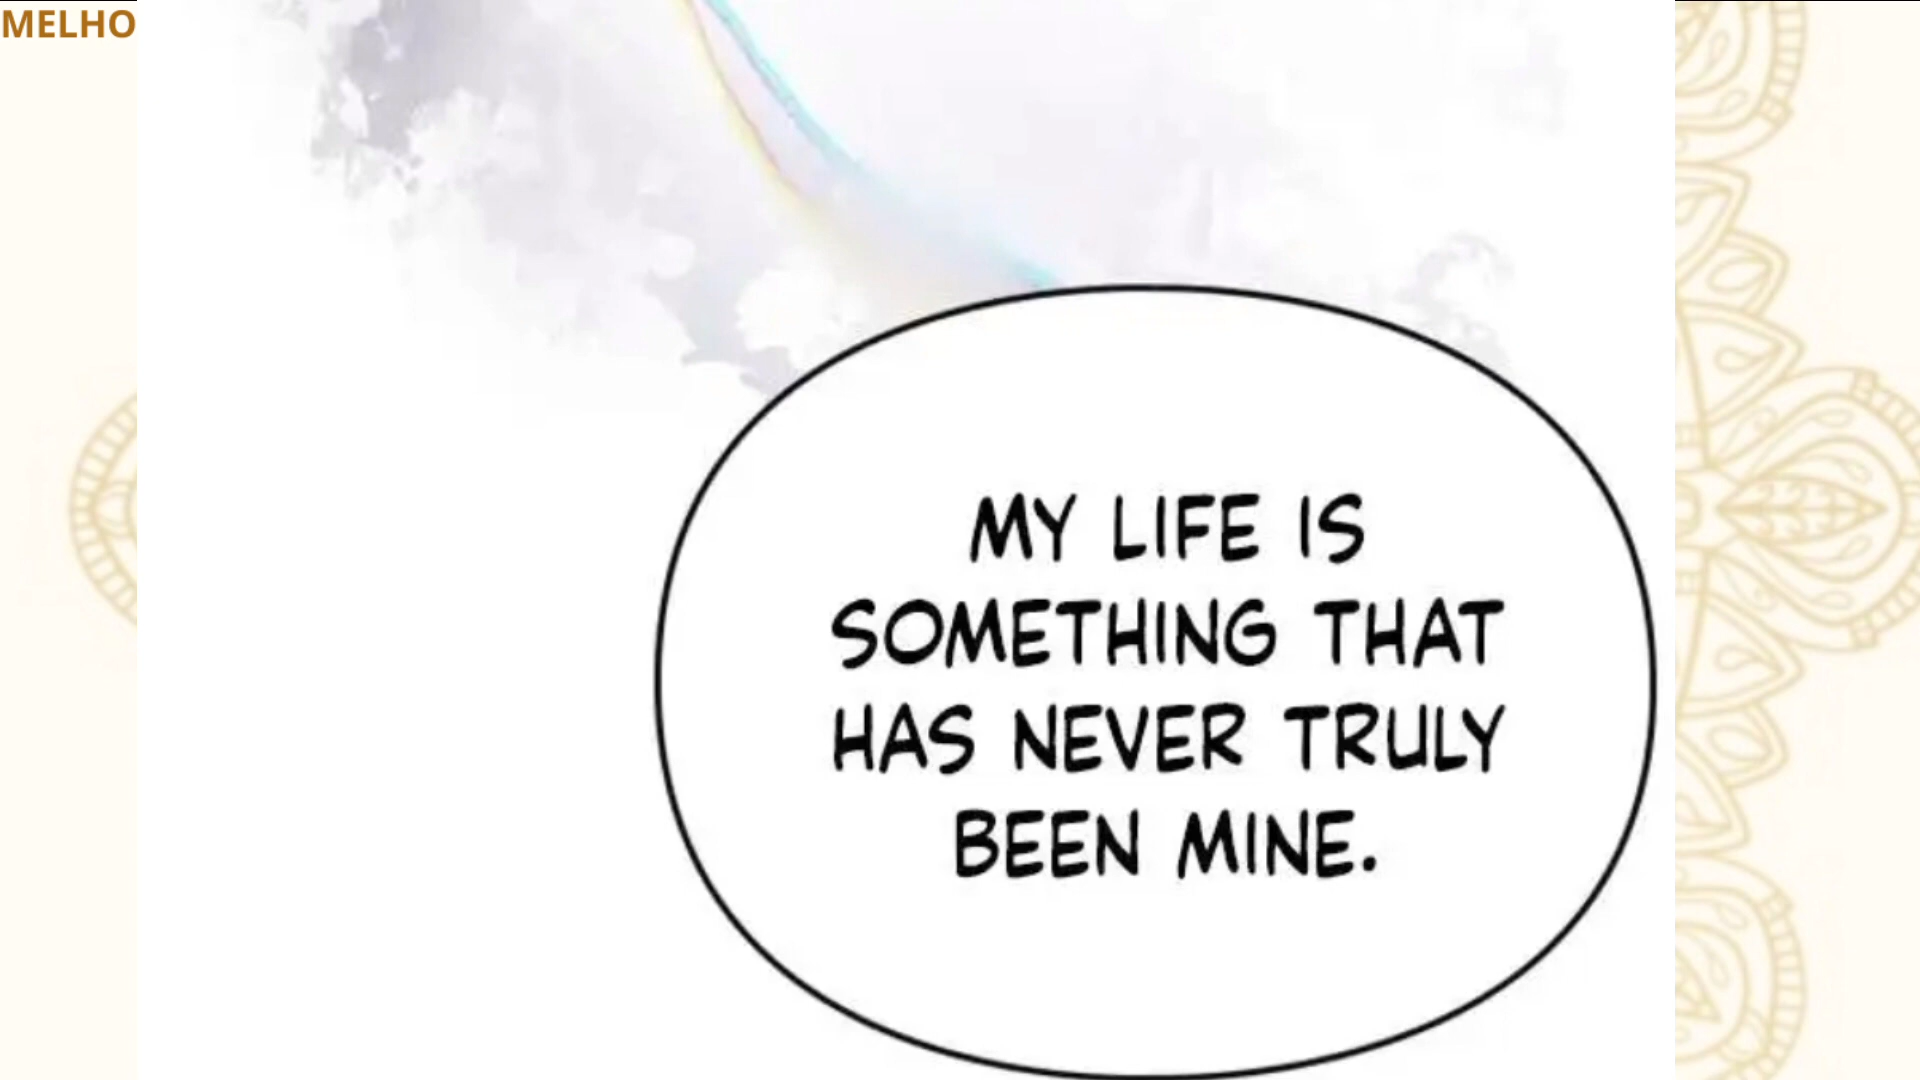 MELHO
MY LIFE IS
SOMETHING THAT
HAS NEVER TRULY
BEEN MINE.